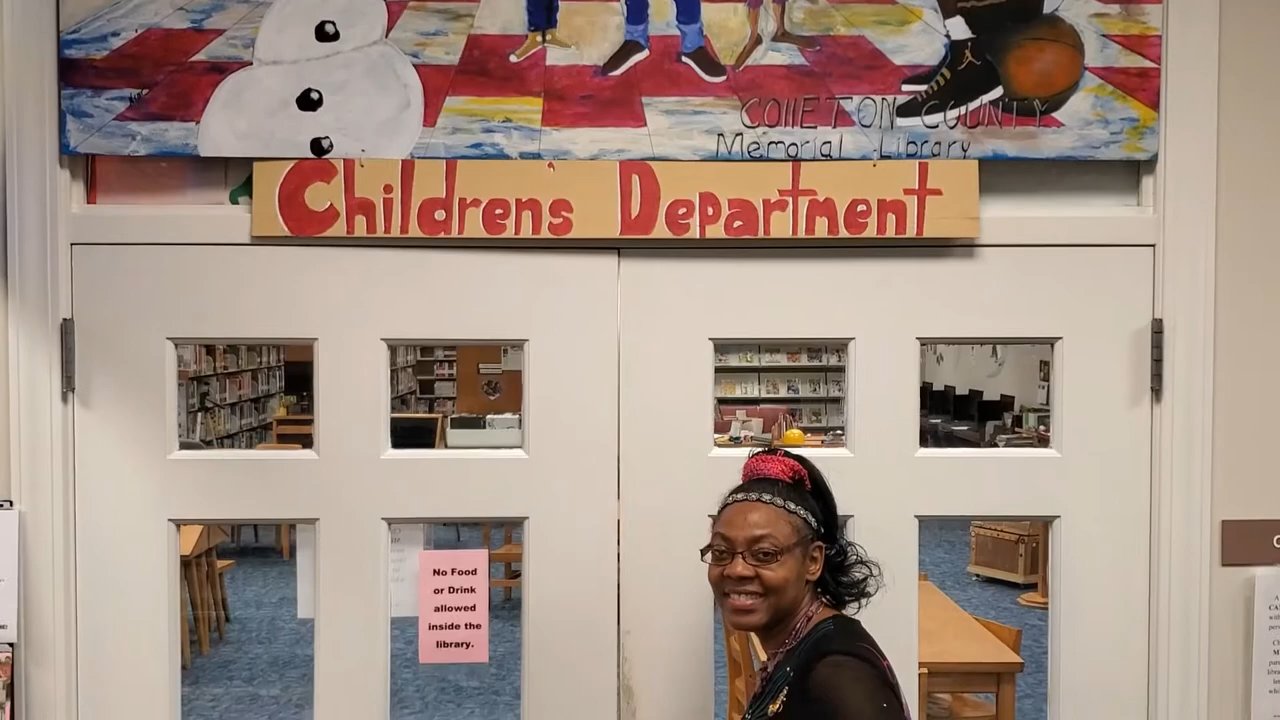 COllETON COUNTY
Memorial Library
Childrens Department
No Food
or Drink
allowed
inside the
library.